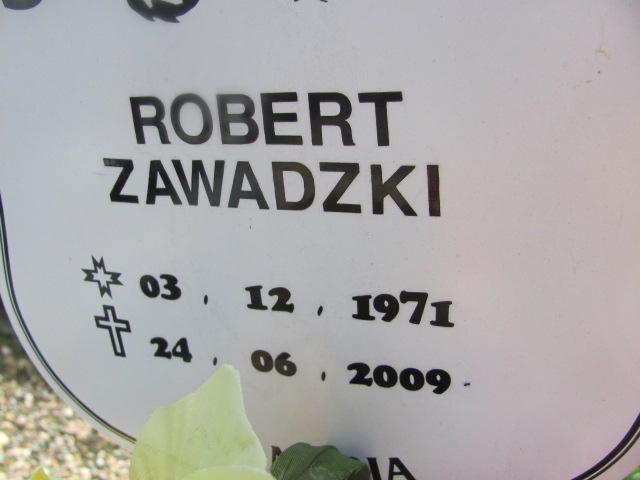 ROBERT
ZAWADZKI
03 . 12 . 1971
24 . 06 . 2009